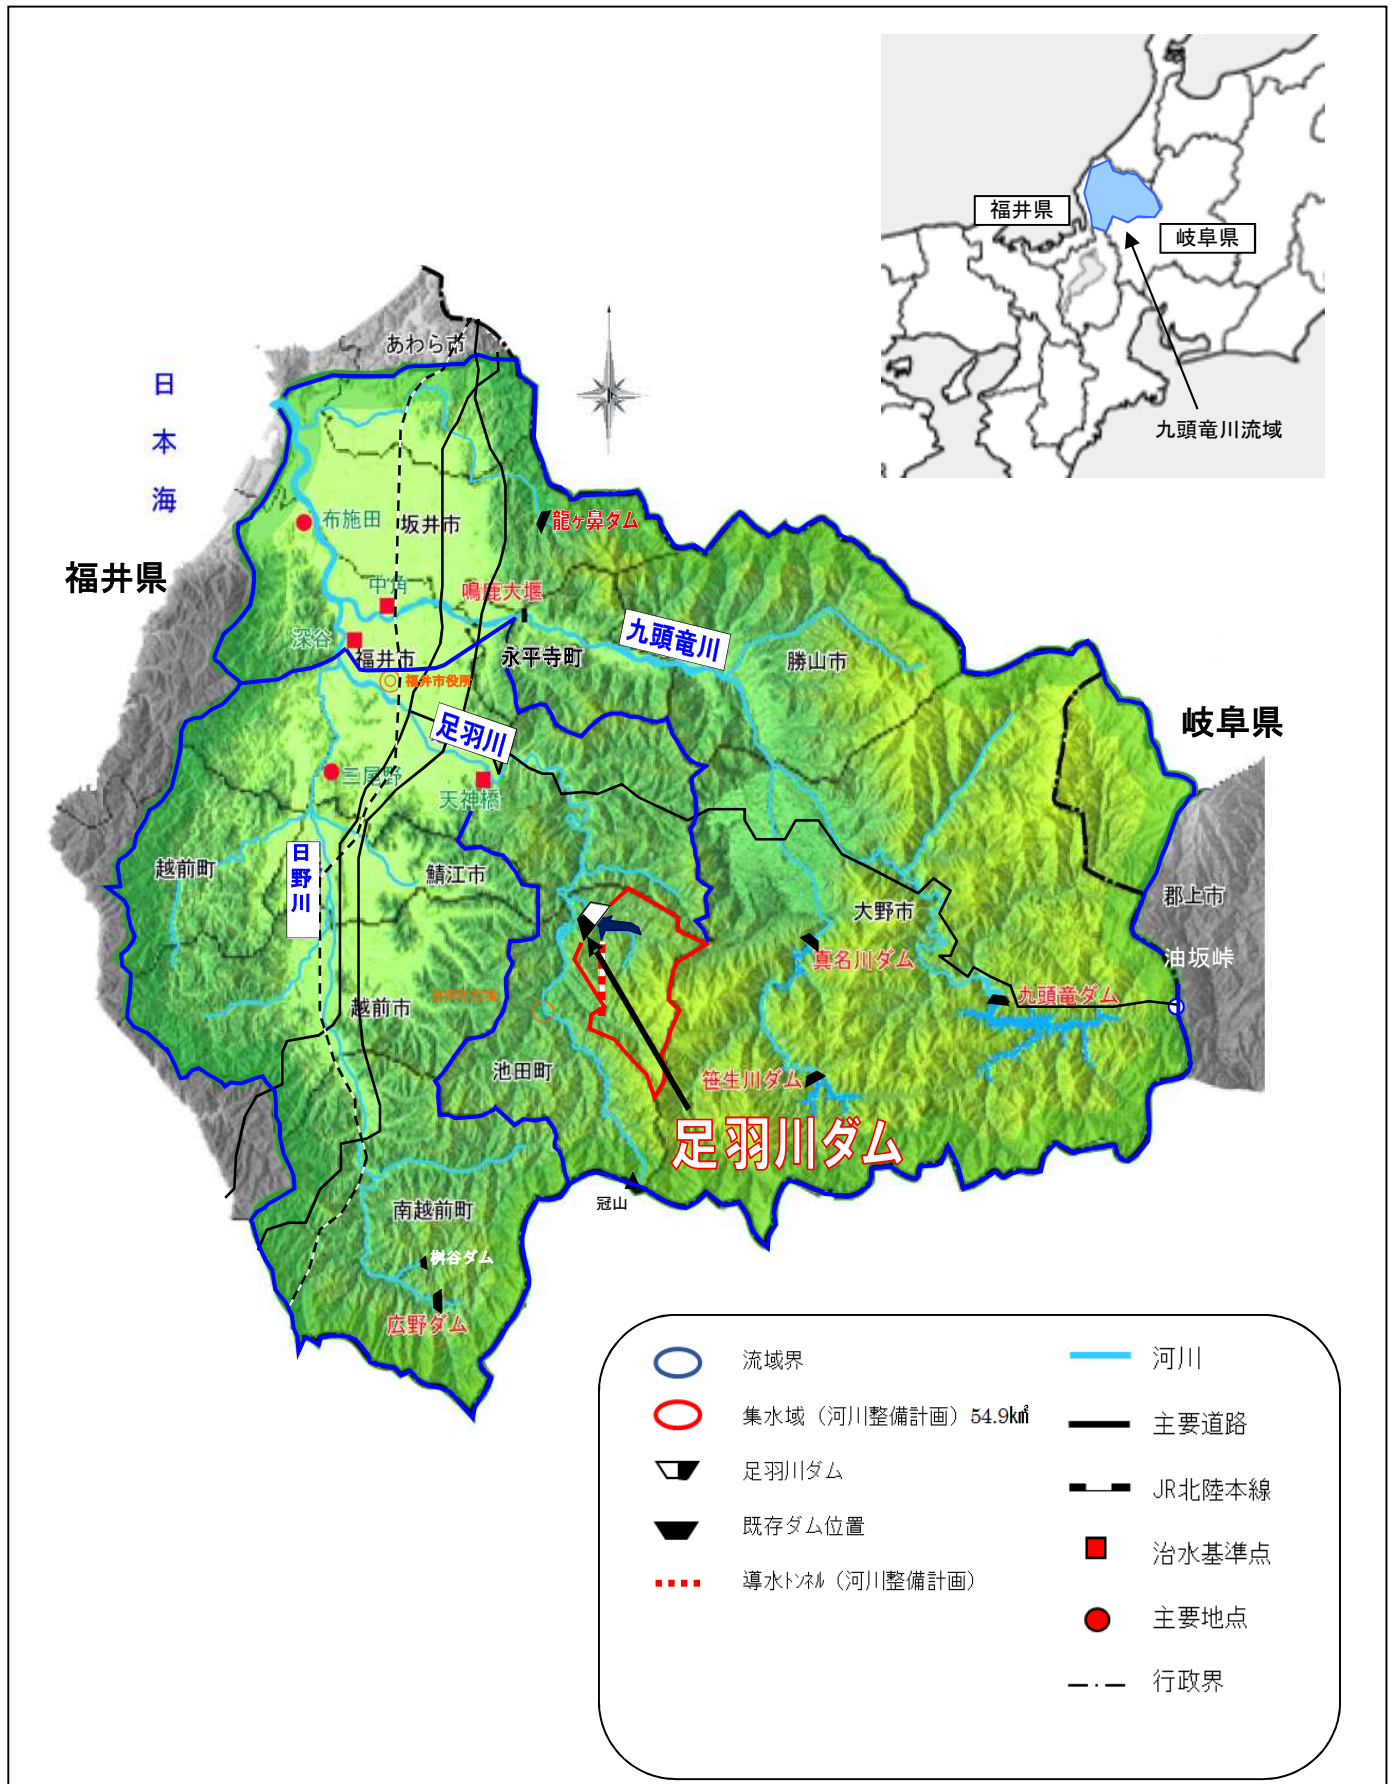 福井県
岐阜県
九頭竜川流域
あわら市
日本海
布施田
坂井市
龍ヶ鼻ダム
福井県
中角
鳴鹿大堰
深谷
福井市
永平寺町
九頭竜川
勝山市
福井市役所
足羽川
岐阜県
三尾野
天神橋
越前町
日野川
鯖江市
大野市
郡上市
真名川ダム
油坂峠
池田町役場
越前市
九頭竜ダム
池田町
笹生川ダム
足羽川ダム
冠山
南越前町
桝谷ダム
広野ダム
流域界
集水域（河川整備計画）54.9k㎡
足羽川ダム
既存ダム位置
導水ﾄﾝﾈﾙ（河川整備計画）
河川
主要道路
JR北陸本線
治水基準点
主要地点
行政界